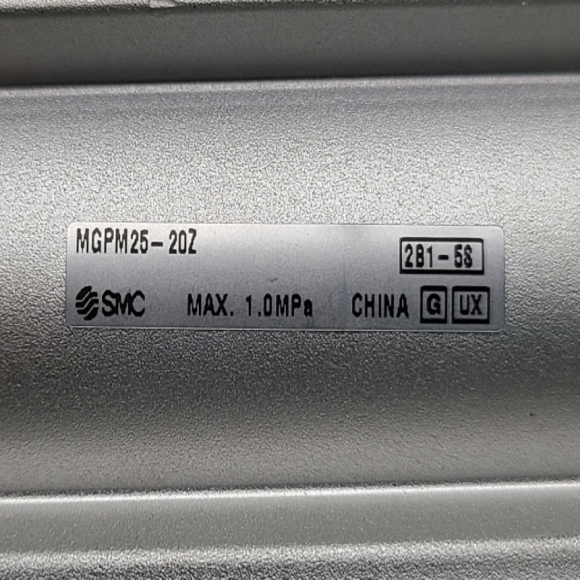 MGPM25-20Z
2B1-5S
SMC MAX. 1.0MPa CHINA G UX